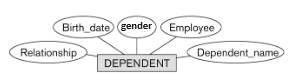 Birth_date gender Employee
Relationship Dependent_name
DEPENDENT